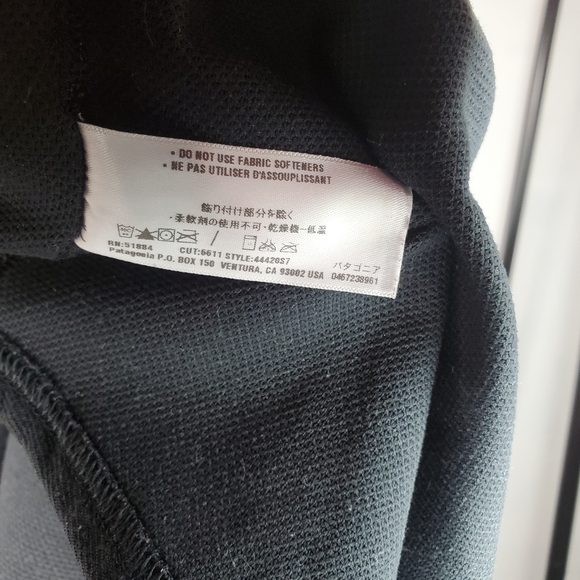 • DO NOT USE FABRIC SOFTENERS
• NE PAS UTILISER D'ASSOUPLISSANT
飾り付け部分を除く
・柔軟剤の使用不可・乾燥機−低温
RN:51884 CUT:6611 STYLE:44420S7 パタゴニア
Patagonia P.O. BOX 150 VENTURA, CA 93002 USA 0467238961